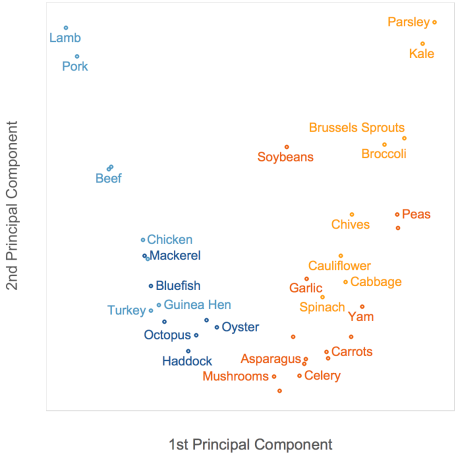 Parsley
Lamb
Kale
Pork
Brussels Sprouts
Soybeans
Broccoli
Beef
Peas
Chives
Chicken
Mackerel
Cauliflower
Bluefish
Garlic
Cabbage
Turkey
Guinea Hen
Spinach
Yam
Octopus
Oyster
Haddock
Asparagus
Carrots
Mushrooms
Celery
2nd Principal Component
1st Principal Component